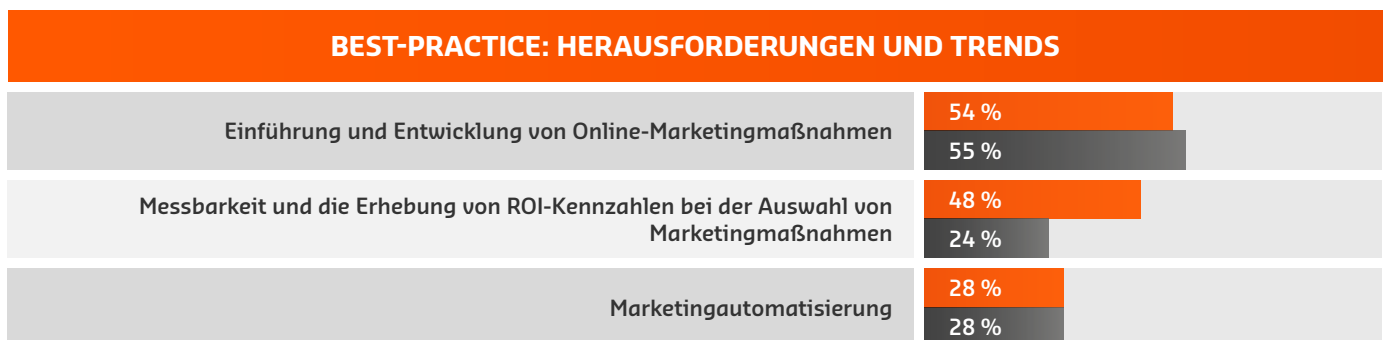 BEST-PRACTICE: HERAUSFORDERUNGEN UND TRENDS
Einführung und Entwicklung von Online-Marketingmaßnahmen
54 %
55 %
Messbarkeit und die Erhebung von ROI-Kennzahlen bei der Auswahl von
Marketingmaßnahmen
48 %
24 %
Marketingautomatisierung
28 %
28 %